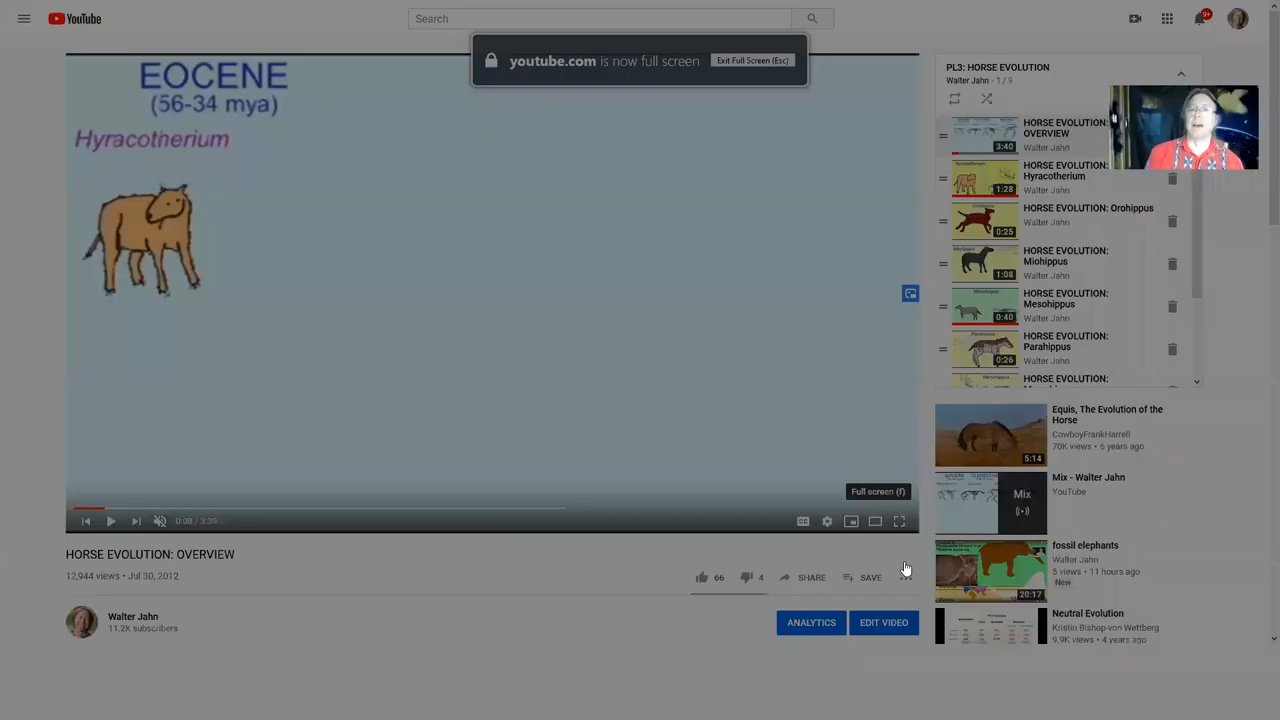 YouTube
Search
9+
youtube.com is now full screen
Exit Full Screen (Esc)
EOCENE
(56-34 mya)
Hyracotherium
Full screen (f)
0:08 / 3:39
HORSE EVOLUTION: OVERVIEW
12,944 views • Jul 30, 2012
66
4
SHARE
SAVE
Walter Jahn
11.2K subscribers
ANALYTICS
EDIT VIDEO
PL3: HORSE EVOLUTION
Walter Jahn - 1 / 9
HORSE EVOLUTION:
OVERVIEW
Walter Jahn
3:40
HORSE EVOLUTION:
Hyracotherium
Walter Jahn
1:28
HORSE EVOLUTION: Orohippus
Walter Jahn
0:25
HORSE EVOLUTION:
Miohippus
Walter Jahn
1:08
HORSE EVOLUTION:
Mesohippus
Walter Jahn
0:40
HORSE EVOLUTION:
Parahippus
Walter Jahn
0:26
HORSE EVOLUTION:
Equis, The Evolution of the
Horse
CowboyFrankHarrell
70K views • 6 years ago
5:14
Mix - Walter Jahn
YouTube
Mix
fossil elephants
Walter Jahn
5 views • 11 hours ago
New
20:17
Neutral Evolution
Kristin Bishop-von Wettberg
9.9K views • 4 years ago